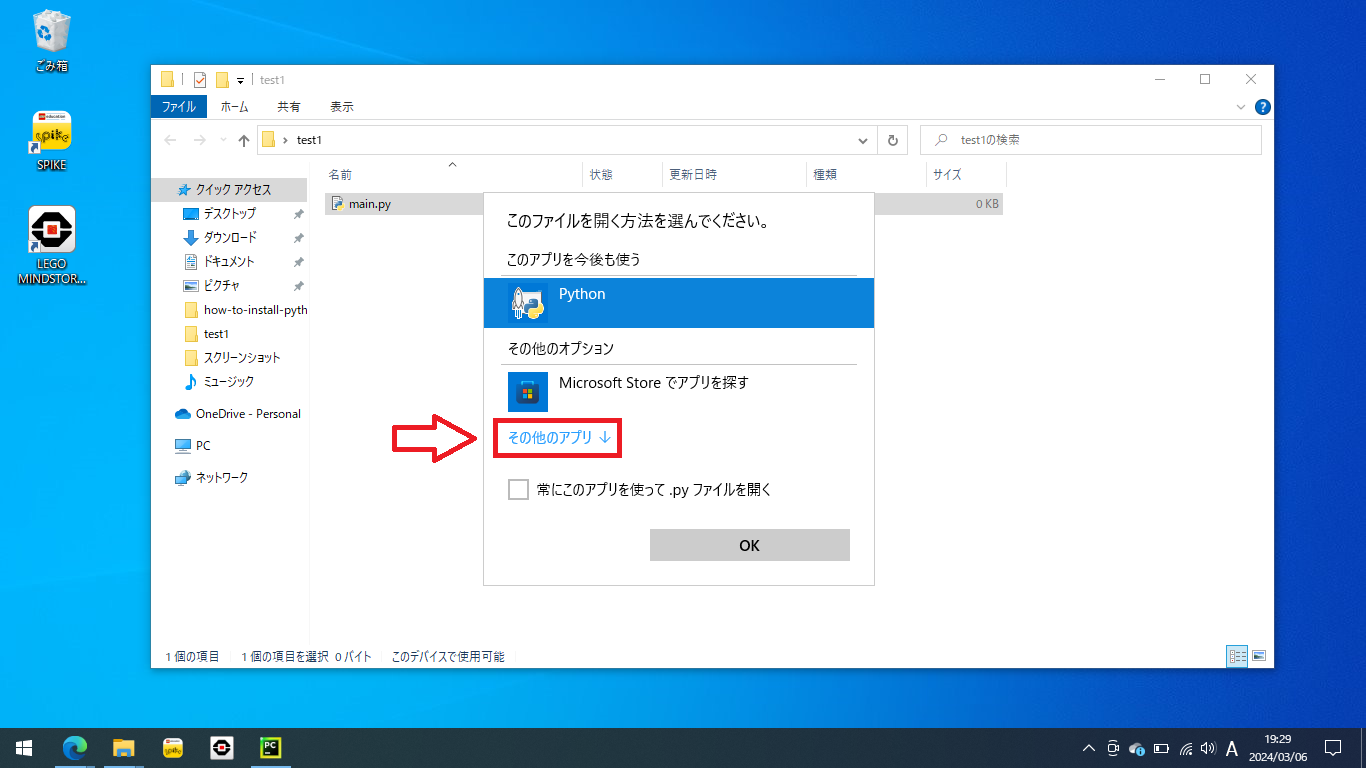 ごみ箱
SPIKE
LEGO
MINDSTOR...
test1
ファイル
ホーム
共有
表示
test1
test1の検索
名前
状態
更新日時
種類
サイズ
main.py
0 KB
クイック アクセス
デスクトップ
ダウンロード
ドキュメント
ピクチャ
how-to-install-pyth
test1
スクリーンショット
ミュージック
OneDrive - Personal
PC
ネットワーク
このファイルを開く方法を選んでください。
このアプリを今後も使う
Python
その他のオプション
Microsoft Store でアプリを探す
その他のアプリ ↓
常にこのアプリを使って .py ファイルを開く
OK
1 個の項目
1 個の項目を選択 0 バイト
このデバイスで使用可能
PC
A
19:29
2024/03/06